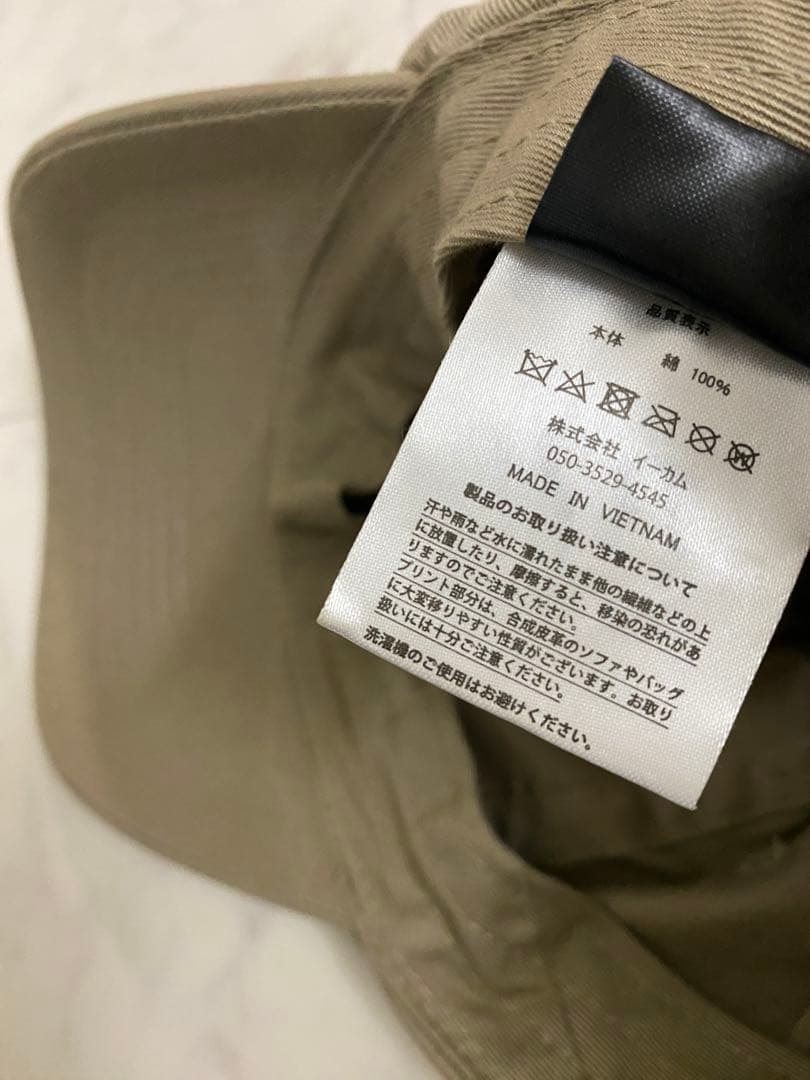 品質表示
本体 綿 100%
株式会社 イーカム
050-3529-4545
MADE IN VIETNAM
製品のお取り扱い注意について
汗や雨など水に濡れたまま他の繊維などの上
に放置したり、摩擦すると、移染の恐れがあ
りますのでご注意ください。
プリント部分は、合成皮革のソファやバッグ
に大変移りやすい性質がございます。お取り
扱いには十分ご注意ください。
洗濯機のご使用はお避けください。